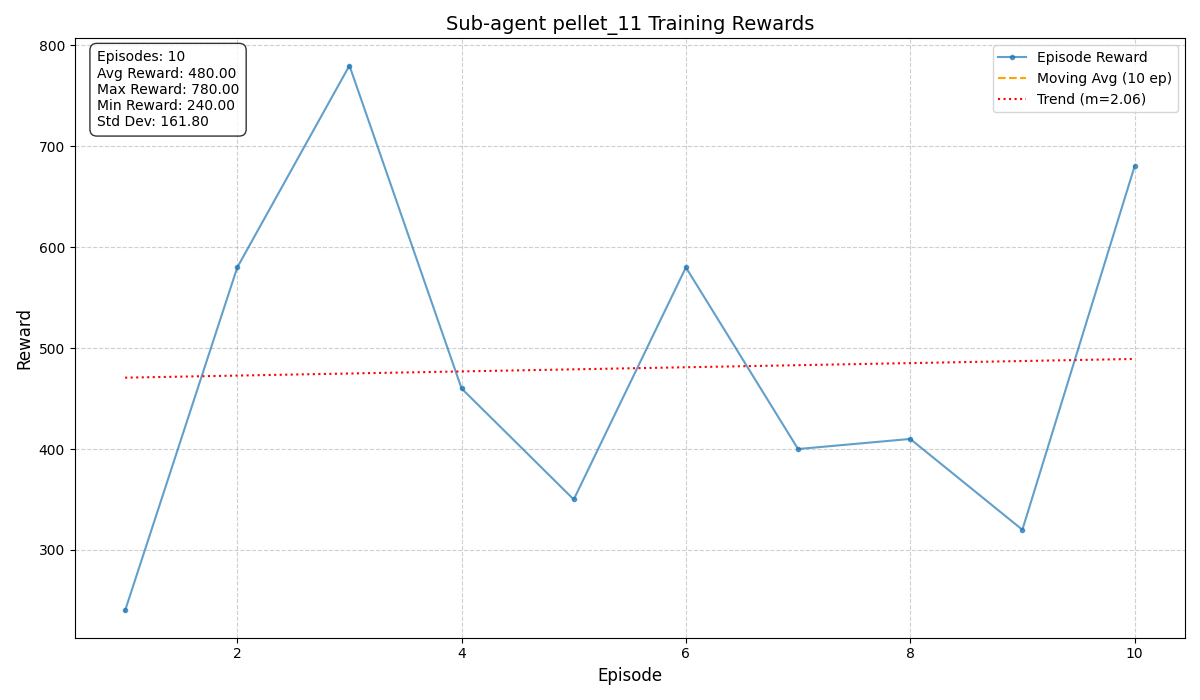 Sub-agent pellet_11 Training Rewards
Episodes: 10
Avg Reward: 480.00
Max Reward: 780.00
Min Reward: 240.00
Std Dev: 161.80
Episode Reward
Moving Avg (10 ep)
Trend (m=2.06)
Reward
800
700
600
500
400
300
2 4 6 8 10
Episode